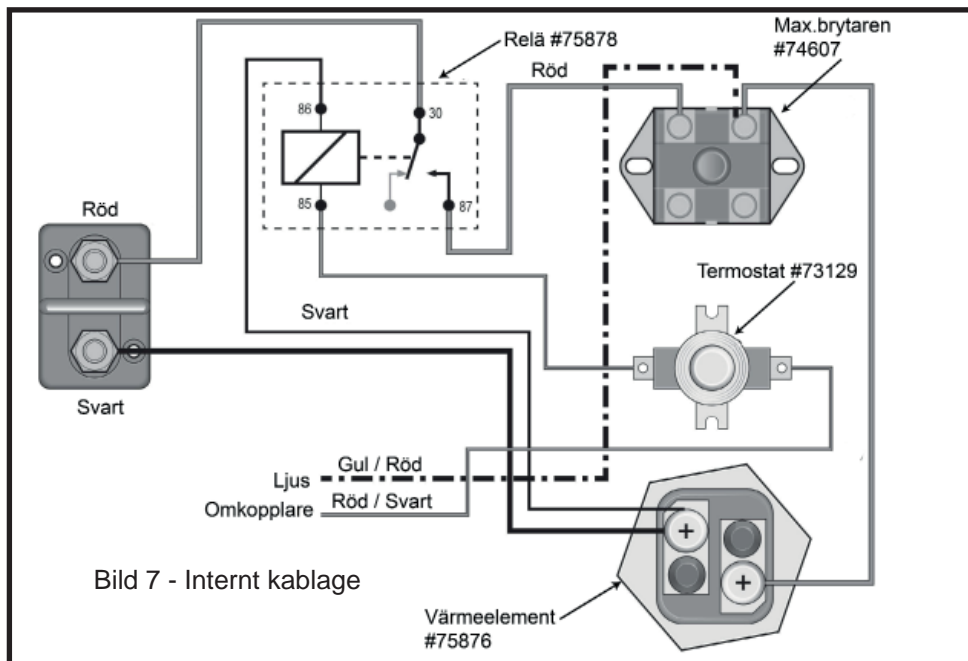 Relä #75878
Max.brytaren
#74607
Röd
86
30
85
87
Röd
Termostat #73129
Svart
Svart
Gul / Röd
Ljus
Röd / Svart
Omkopplare
+
+
Bild 7 - Internt kablage
Värmeelement
#75876